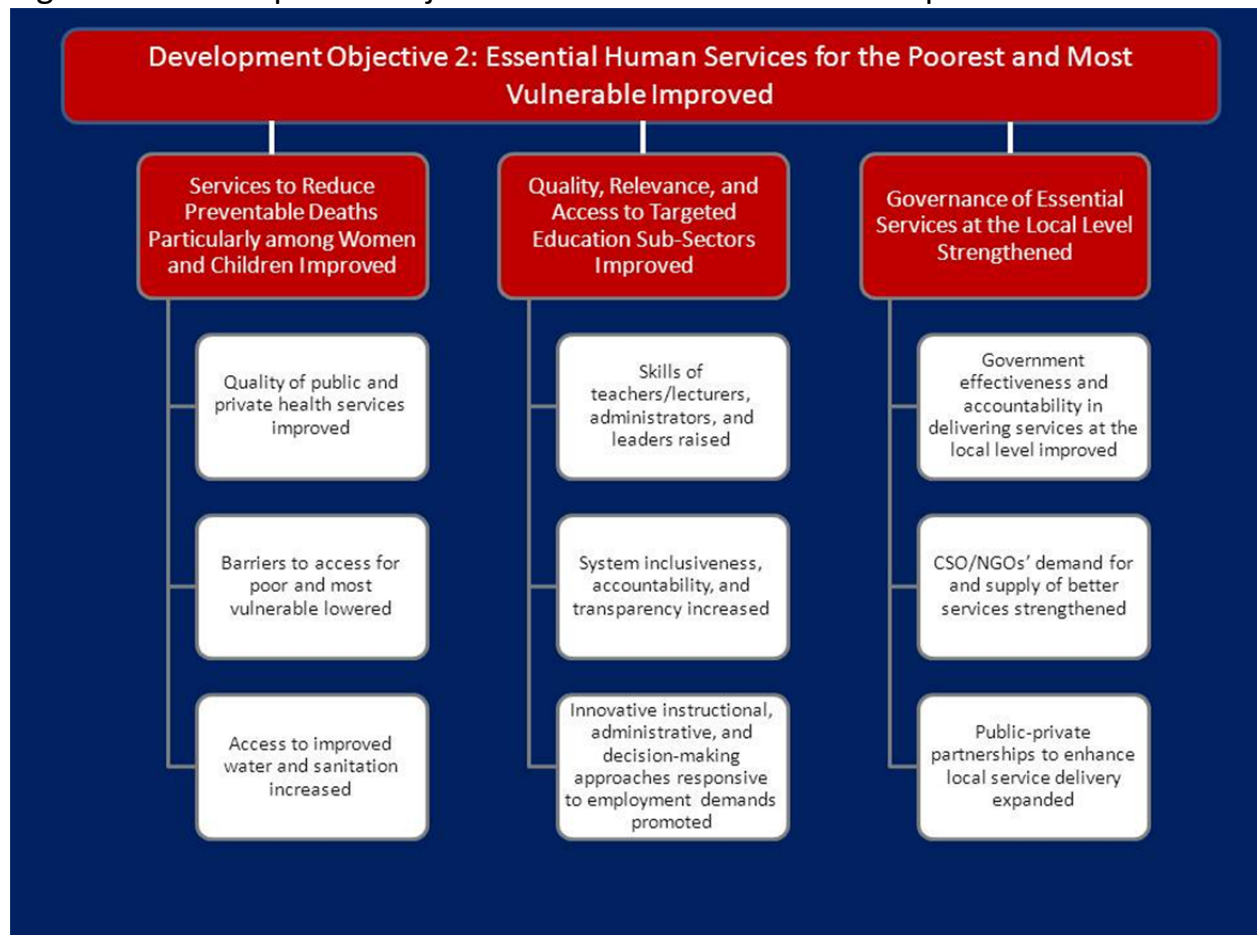 Development Objective 2: Essential Human Services for the Poorest and Most
Vulnerable Improved
Services to Reduce
Preventable Deaths
Particularly among Women
and Children Improved
Quality of public and
private health services
improved
Barriers to access for
poor and most
vulnerable lowered
Access to improved
water and sanitation
increased
Quality, Relevance, and
Access to Targeted
Education Sub-Sectors
Improved
Skills of
teachers/lecturers,
administrators, and
leaders raised
System inclusiveness,
accountability, and
transparency increased
Innovative instructional,
administrative, and
decision-making
approaches responsive
to employment demands
promoted
Governance of Essential
Services at the Local Level
Strengthened
Government
effectiveness and
accountability in
delivering services at the
local level improved
CSO/NGOs’ demand for
and supply of better
services strengthened
Public-private
partnerships to enhance
local service delivery
expanded